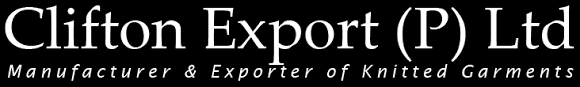 Clifton Export (P) Ltd
Manufacturer & Exporter of Knitted Garments